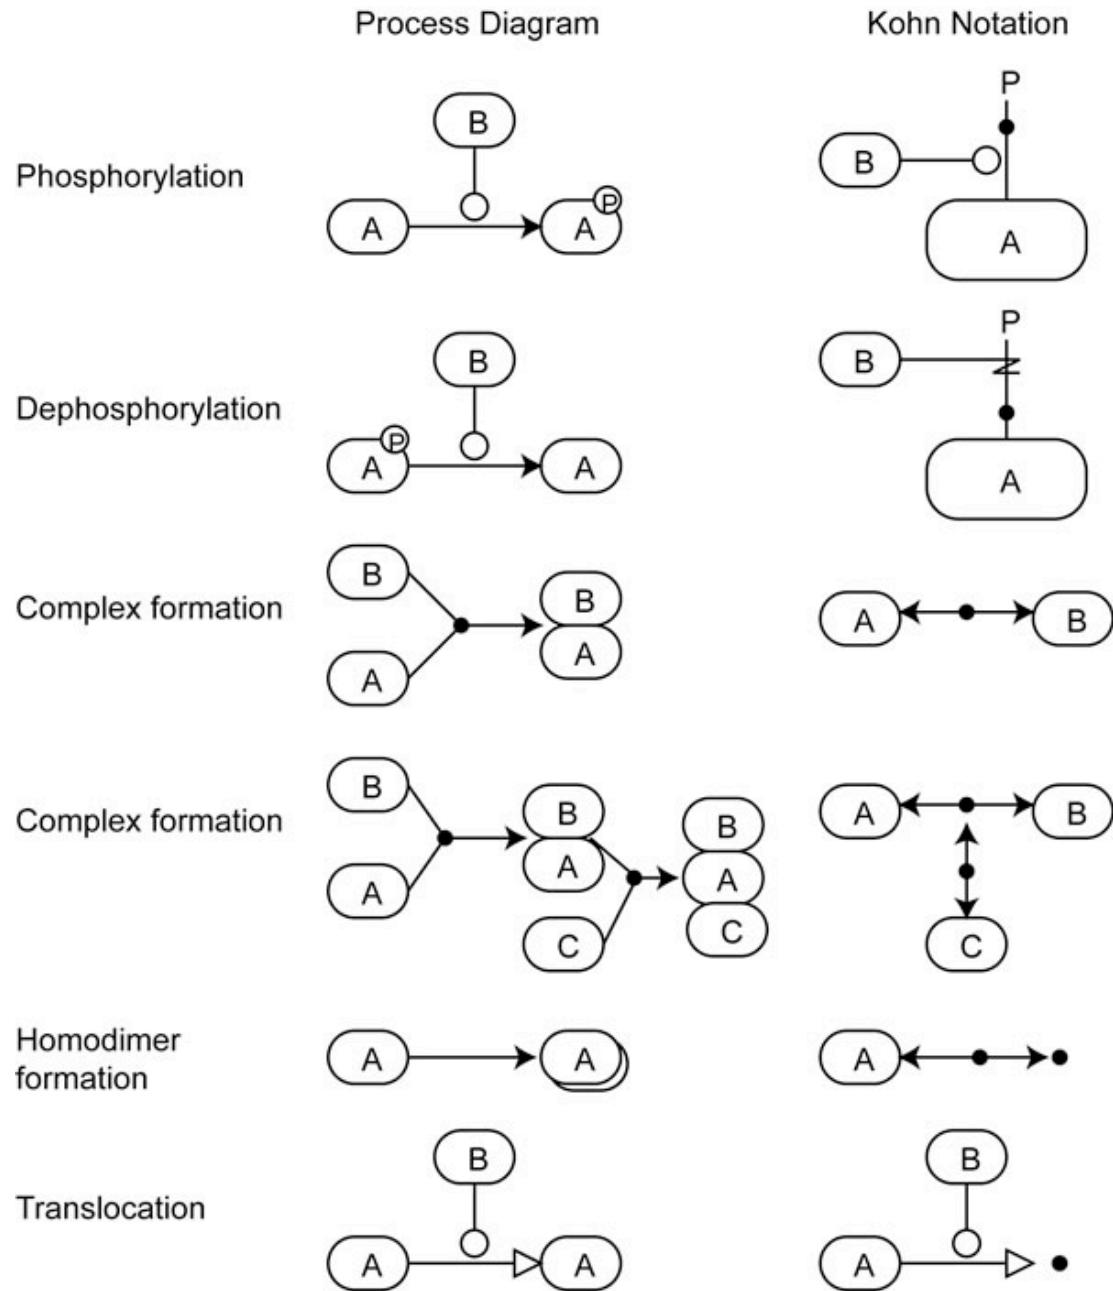 Process Diagram Kohn Notation
Phosphorylation
B
A
P
A
P
B
A
Dephosphorylation
B
P
A
A
P
B
A
Complex formation
B
A
B
A
A
B
Complex formation
B
A
B
A
C
B
A
C
A
B
C
Homodimer
formation
A
A
A
Translocation
B
A
A
B
A